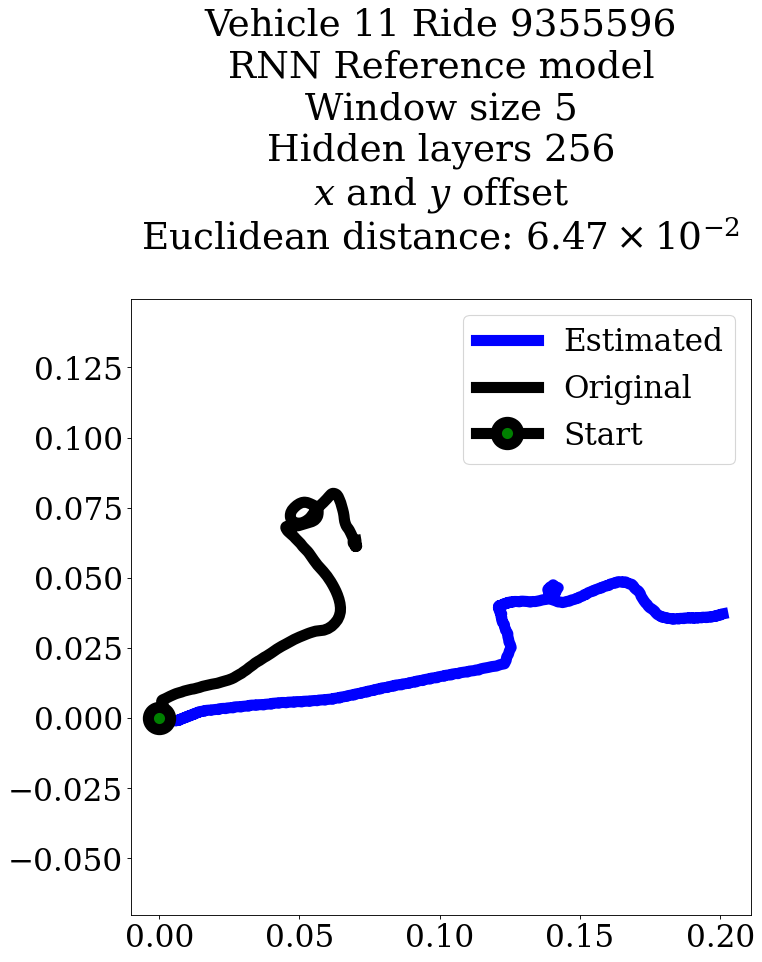 Vehicle 11 Ride 9355596
RNN Reference model
Window size 5
Hidden layers 256
x and y offset
Euclidean distance: 6.47 × 10⁻²
Estimated
Original
Start
0.125
0.100
0.075
0.050
0.025
0.000
−0.025
−0.050
0.00 0.05 0.10 0.15 0.20